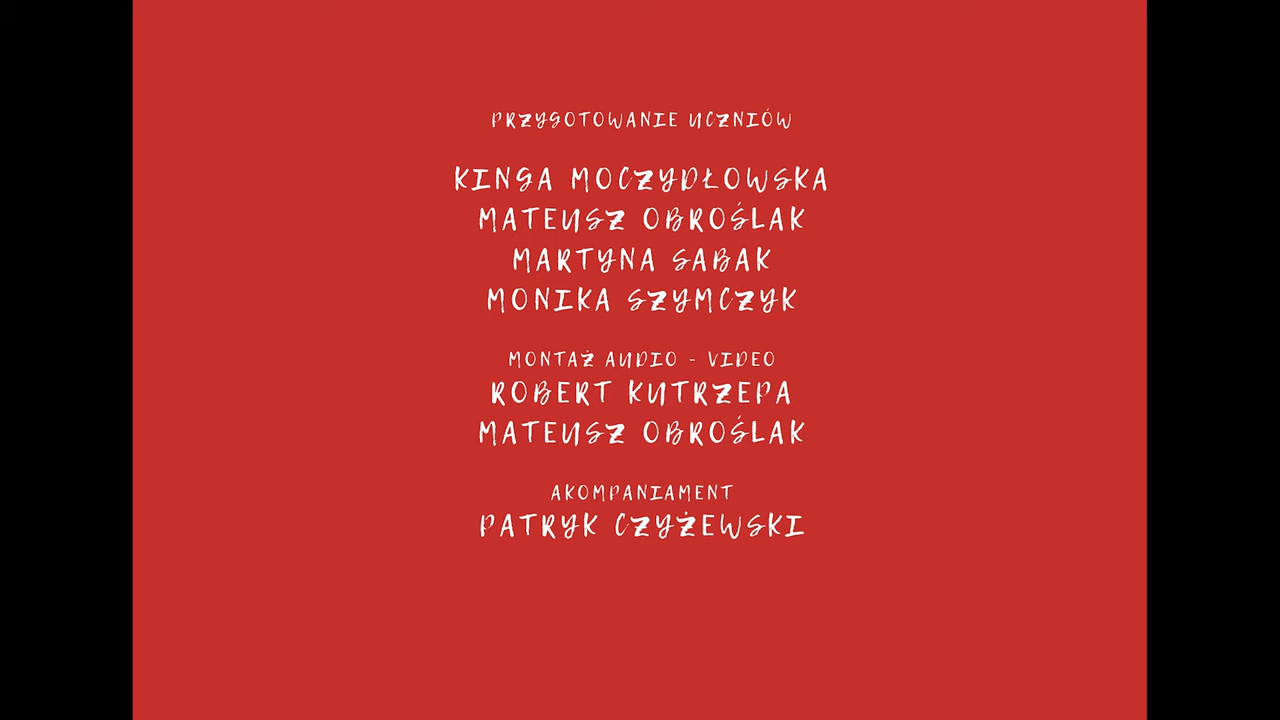 PRZYGOTOWANIE UCZNIÓW
KINGA MOCZYDŁOWSKA
MATEUSZ OBROŚLAK
MARTYNA SABAK
MONIKA SZYMCZYK
MONTAŻ AUDIO - VIDEO
ROBERT KUTRZEPA
MATEUSZ OBROŚLAK
AKOMPANIAMENT
PATRYK CZYŻEWSKI